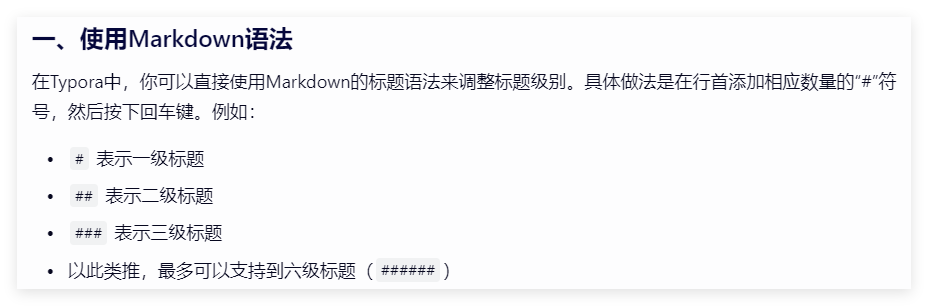 一、使用Markdown语法
在Typora中，你可以直接使用Markdown的标题语法来调整标题级别。具体做法是在行首添加相应数量的“#”符
号，然后按下回车键。例如：
• # 表示一级标题
• ## 表示二级标题
• ### 表示三级标题
• 以此类推，最多可以支持到六级标题（ ###### ）